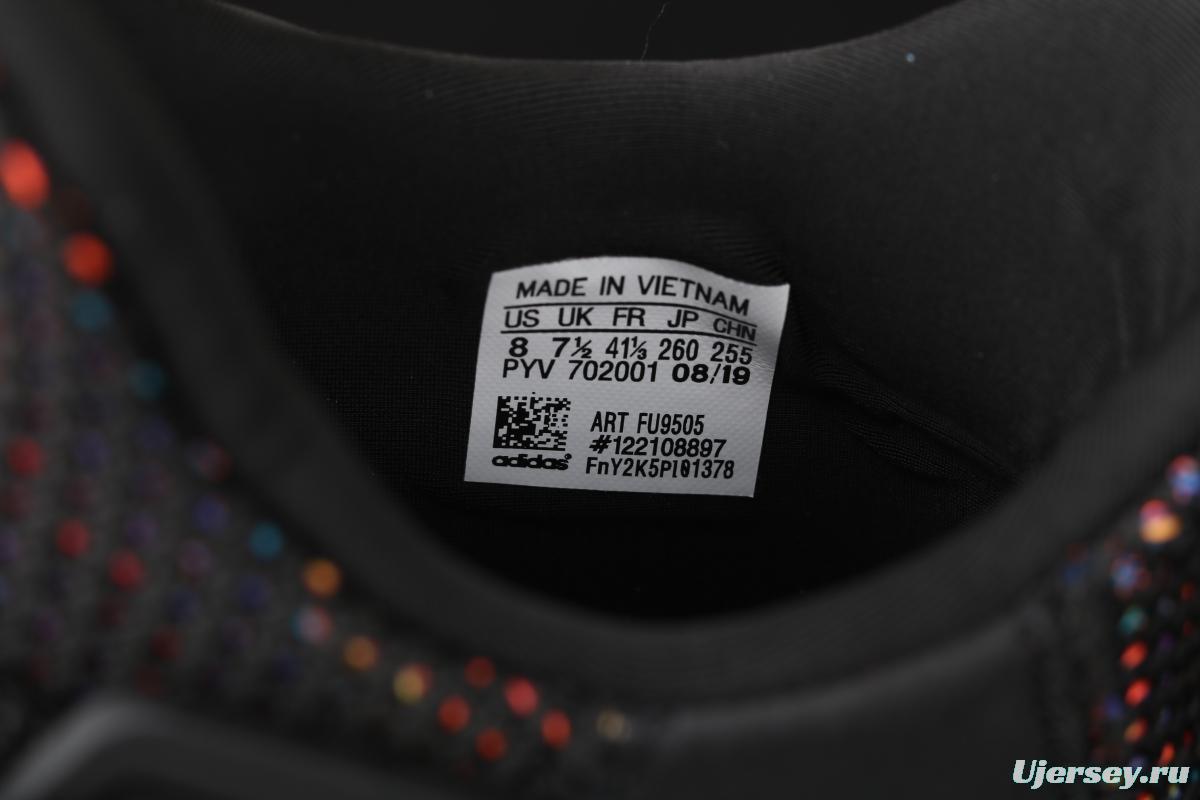 MADE IN VIETNAM
US UK FR JP CHN
8 7½ 41⅓ 260 255
PYV 702001 08/19
ART FU9505
#122108897
adidas
FnY2K5PI01378
Ujersey.ru